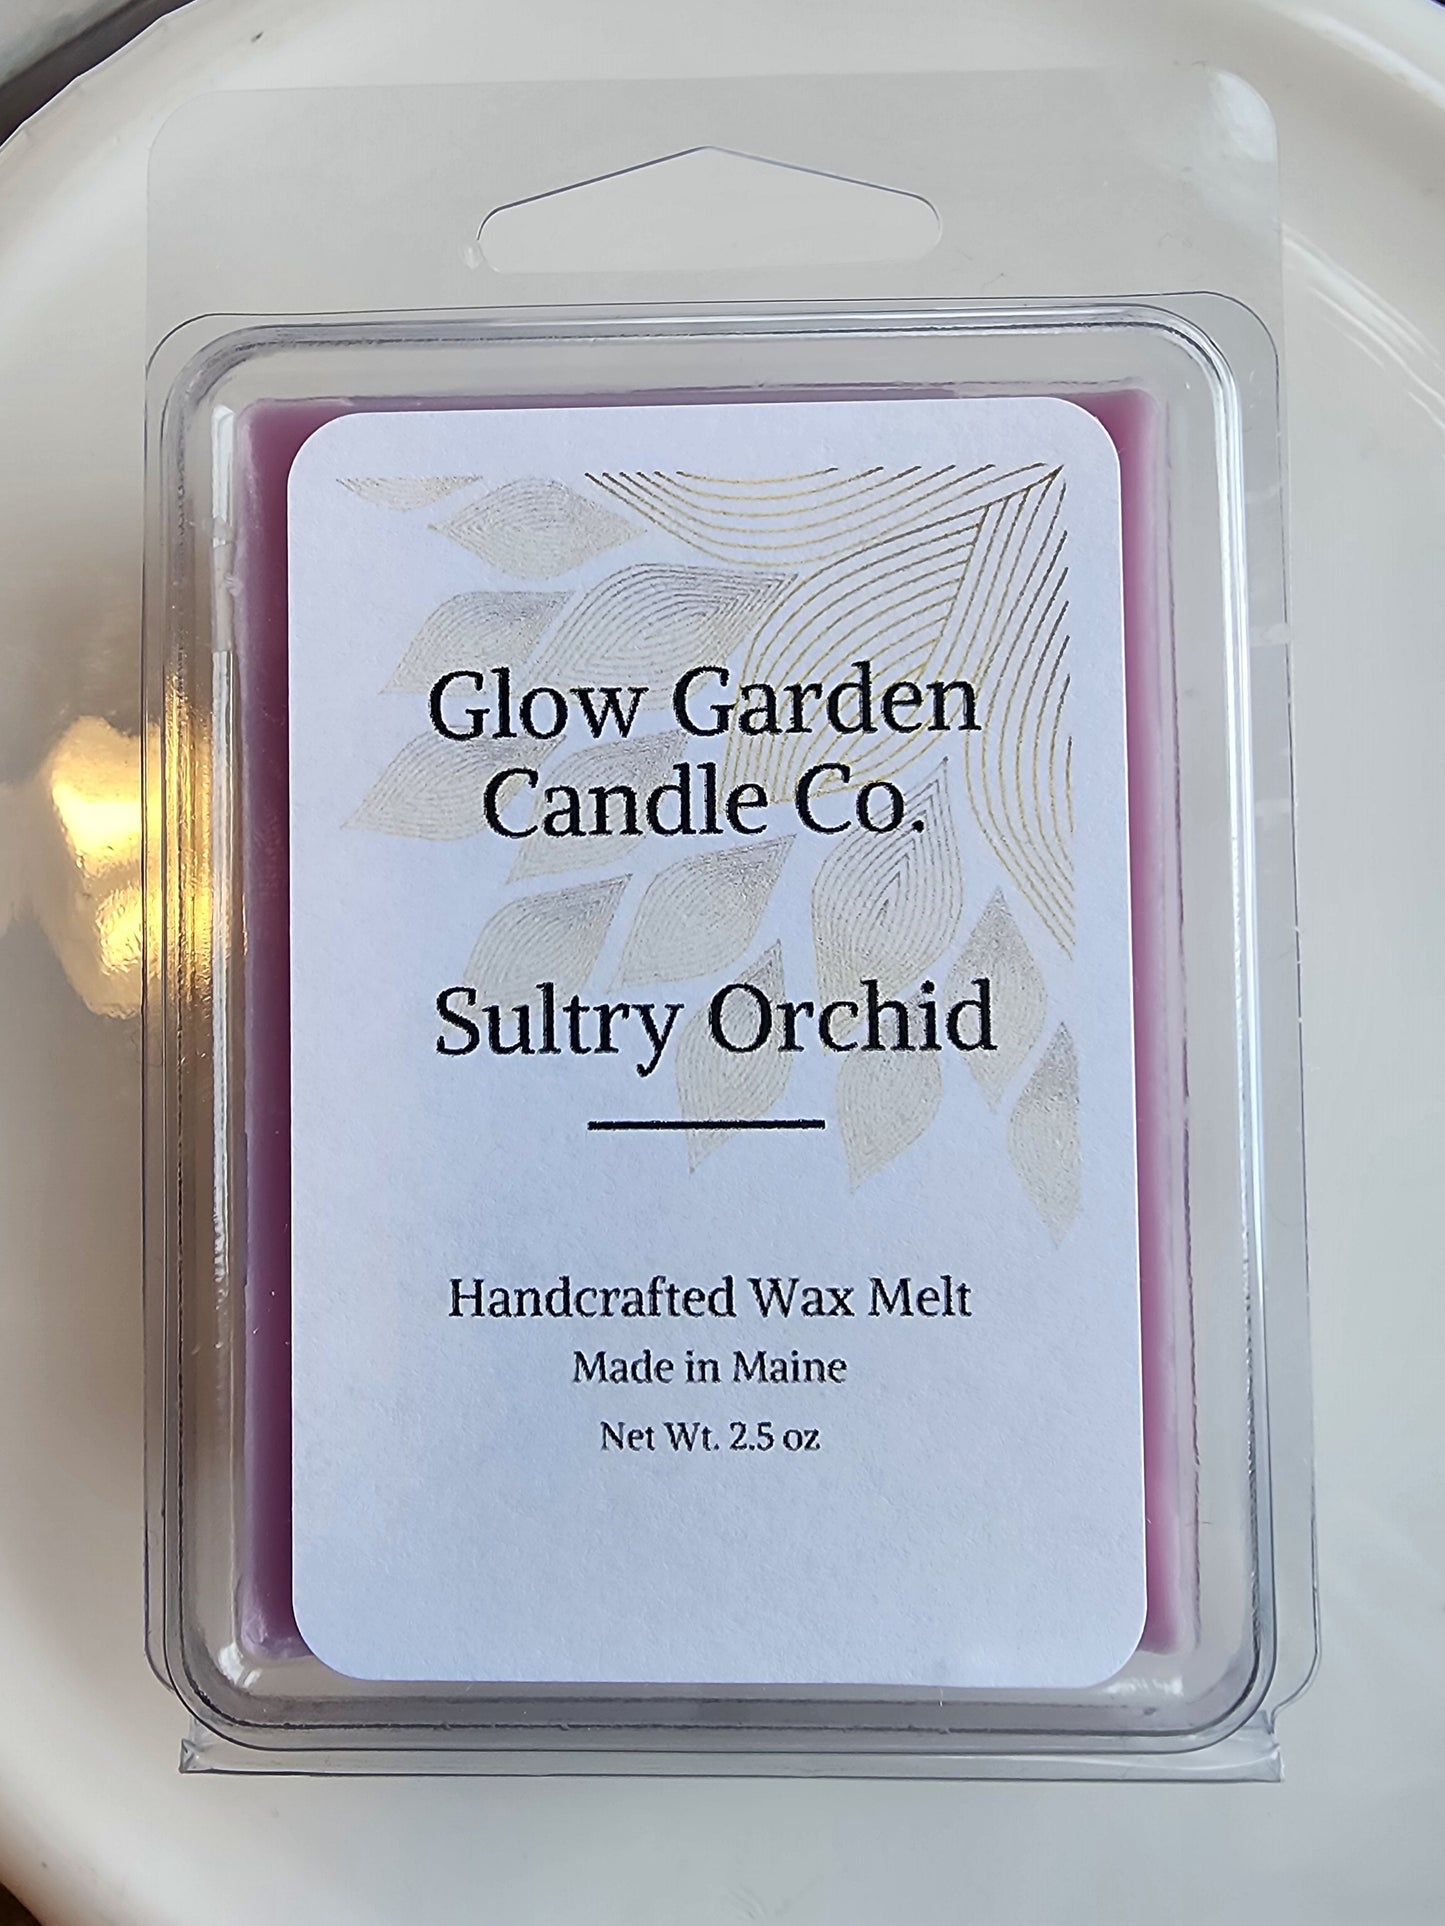 Glow Garden
Candle Co.
Sultry Orchid
Handcrafted Wax Melt
Made in Maine
Net Wt. 2.5 oz